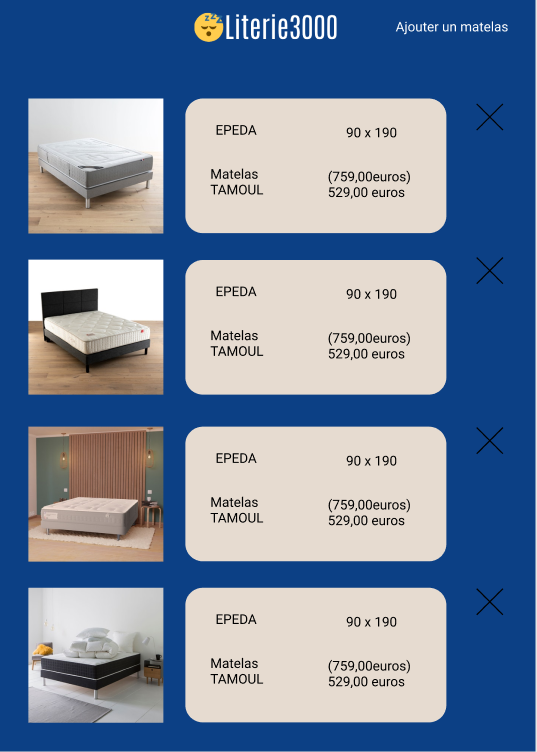 Literie3000
Ajouter un matelas
EPEDA
90 x 190
Matelas
TAMOUL
(759,00euros)
529,00 euros
EPEDA
90 x 190
Matelas
TAMOUL
(759,00euros)
529,00 euros
EPEDA
90 x 190
Matelas
TAMOUL
(759,00euros)
529,00 euros
EPEDA
90 x 190
Matelas
TAMOUL
(759,00euros)
529,00 euros